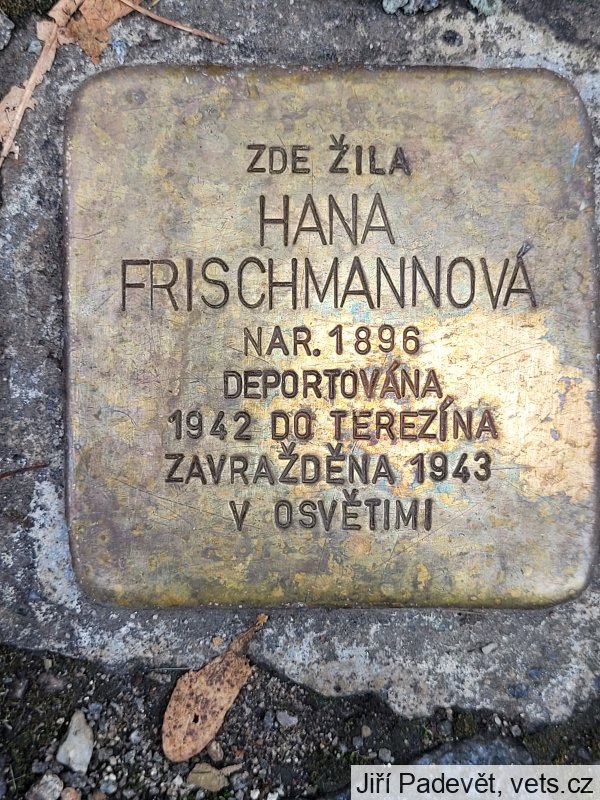 ZDE ŽILA
HANA
FRISCHMANNOVÁ
NAR. 1896
DEPORTOVÁNA
1942 DO TEREZÍNA
ZAVRAŽDĚNA 1943
V OSVĚTIMI
Jiří Padevět, vets.cz